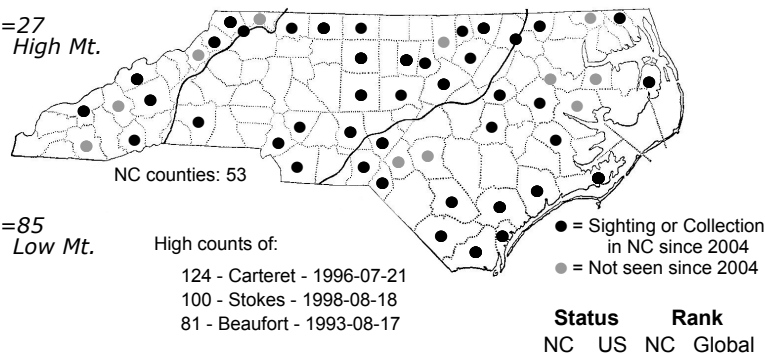 =27
High Mt.
NC counties: 53
=85
Low Mt.
High counts of:
124 - Carteret - 1996-07-21
100 - Stokes - 1998-08-18
81 - Beaufort - 1993-08-17
= Sighting or Collection
in NC since 2004
= Not seen since 2004
Status Rank
NC US NC Global